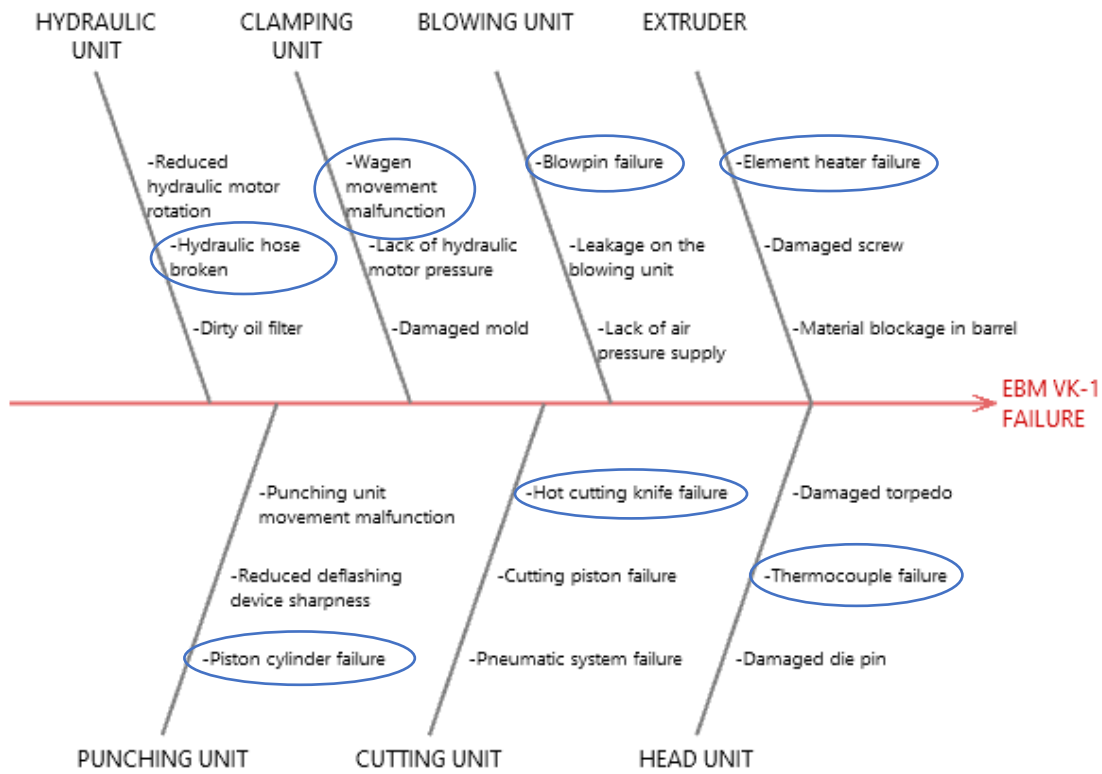 HYDRAULIC
UNIT
CLAMPING
UNIT
BLOWING UNIT
EXTRUDER
-Reduced
hydraulic motor
rotation
-Hydraulic hose
broken
-Dirty oil filter
-Wagen
movement
malfunction
-Lack of hydraulic
motor pressure
-Damaged mold
-Blowpin failure
-Leakage on the
blowing unit
-Lack of air
pressure supply
-Element heater failure
-Damaged screw
-Material blockage in barrel
EBM VK-1
FAILURE
-Punching unit
movement malfunction
-Reduced deflashing
device sharpness
-Piston cylinder failure
-Hot cutting knife failure
-Cutting piston failure
-Pneumatic system failure
-Damaged torpedo
-Thermocouple failure
-Damaged die pin
PUNCHING UNIT
CUTTING UNIT
HEAD UNIT